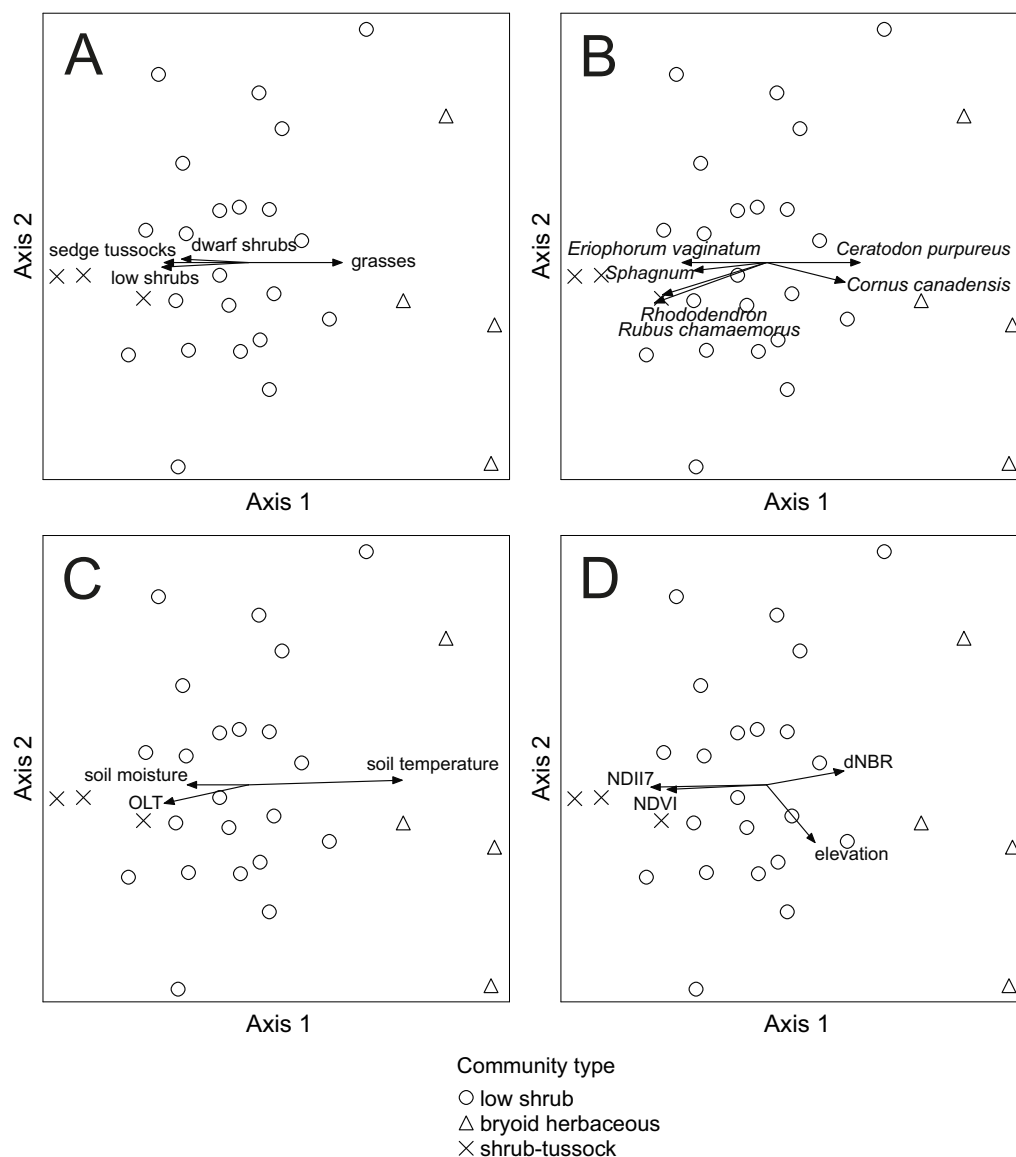 A
Axis 2
sedge tussocks
dwarf shrubs
low shrubs
grasses
Axis 1
B
Axis 2
Eriophorum vaginatum
Sphagnum
Rhododendron
Rubus chamaemorus
Ceratodon purpureus
Cornus canadensis
Axis 1
C
Axis 2
soil moisture
OLT
soil temperature
Axis 1
D
Axis 2
NDII7
NDVI
dNBR
elevation
Axis 1
Community type
low shrub
bryoid herbaceous
shrub-tussock